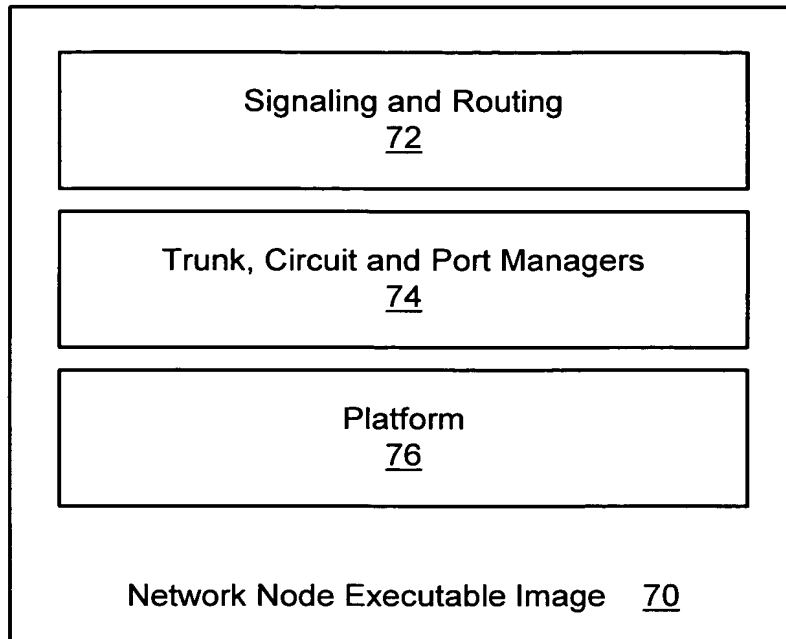 Signaling and Routing
72
Trunk, Circuit and Port Managers
74
Platform
76
Network Node Executable Image 70